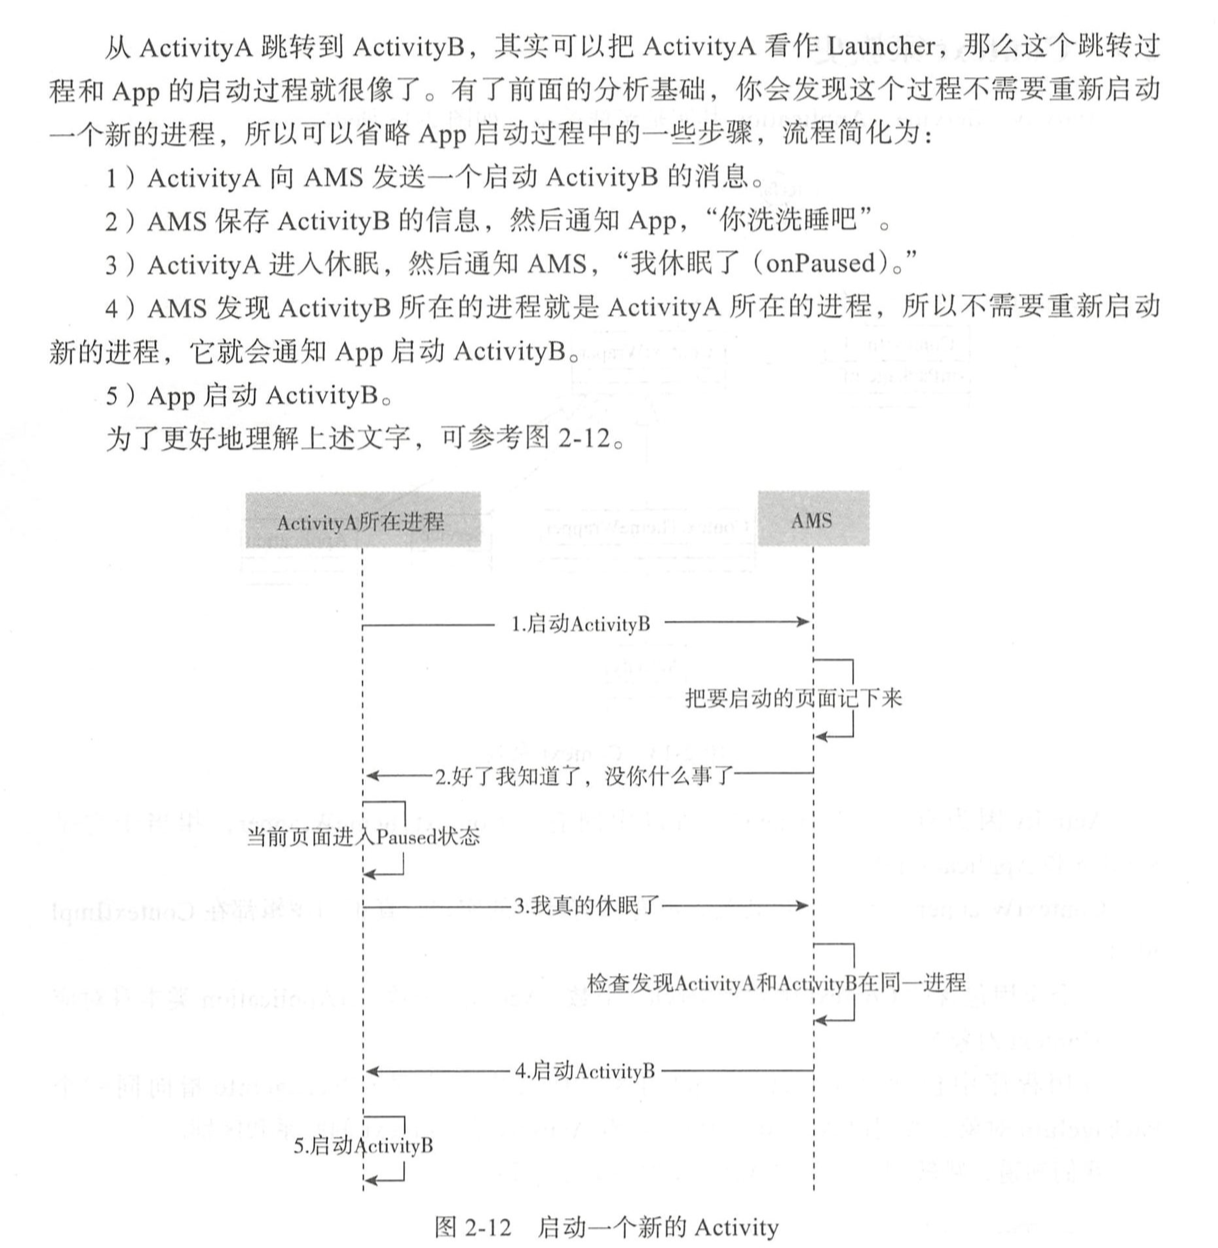 从 ActivityA 跳转到 ActivityB，其实可以把 ActivityA 看作 Launcher，那么这个跳转过
程和 App 的启动过程就很像了。有了前面的分析基础，你会发现这个过程不需要重新启动
一个新的进程，所以可以省略 App 启动过程中的一些步骤，流程简化为：
1）ActivityA 向 AMS 发送一个启动 ActivityB 的消息。
2）AMS 保存 ActivityB 的信息，然后通知 App，“你洗洗睡吧”。
3）ActivityA 进入休眠，然后通知 AMS，“我休眠了（onPaused）。”
4）AMS 发现 ActivityB 所在的进程就是 ActivityA 所在的进程，所以不需要重新启动
新的进程，它就会通知 App 启动 ActivityB。
5）App 启动 ActivityB。
为了更好地理解上述文字，可参考图 2-12。
ActivityA所在进程
AMS
1.启动ActivityB
把要启动的页面记下来
2.好了我知道了，没你什么事了
当前页面进入Paused状态
3.我真的休眠了
检查发现ActivityA和ActivityB在同一进程
4.启动ActivityB
5.启动ActivityB
图 2-12 启动一个新的 Activity